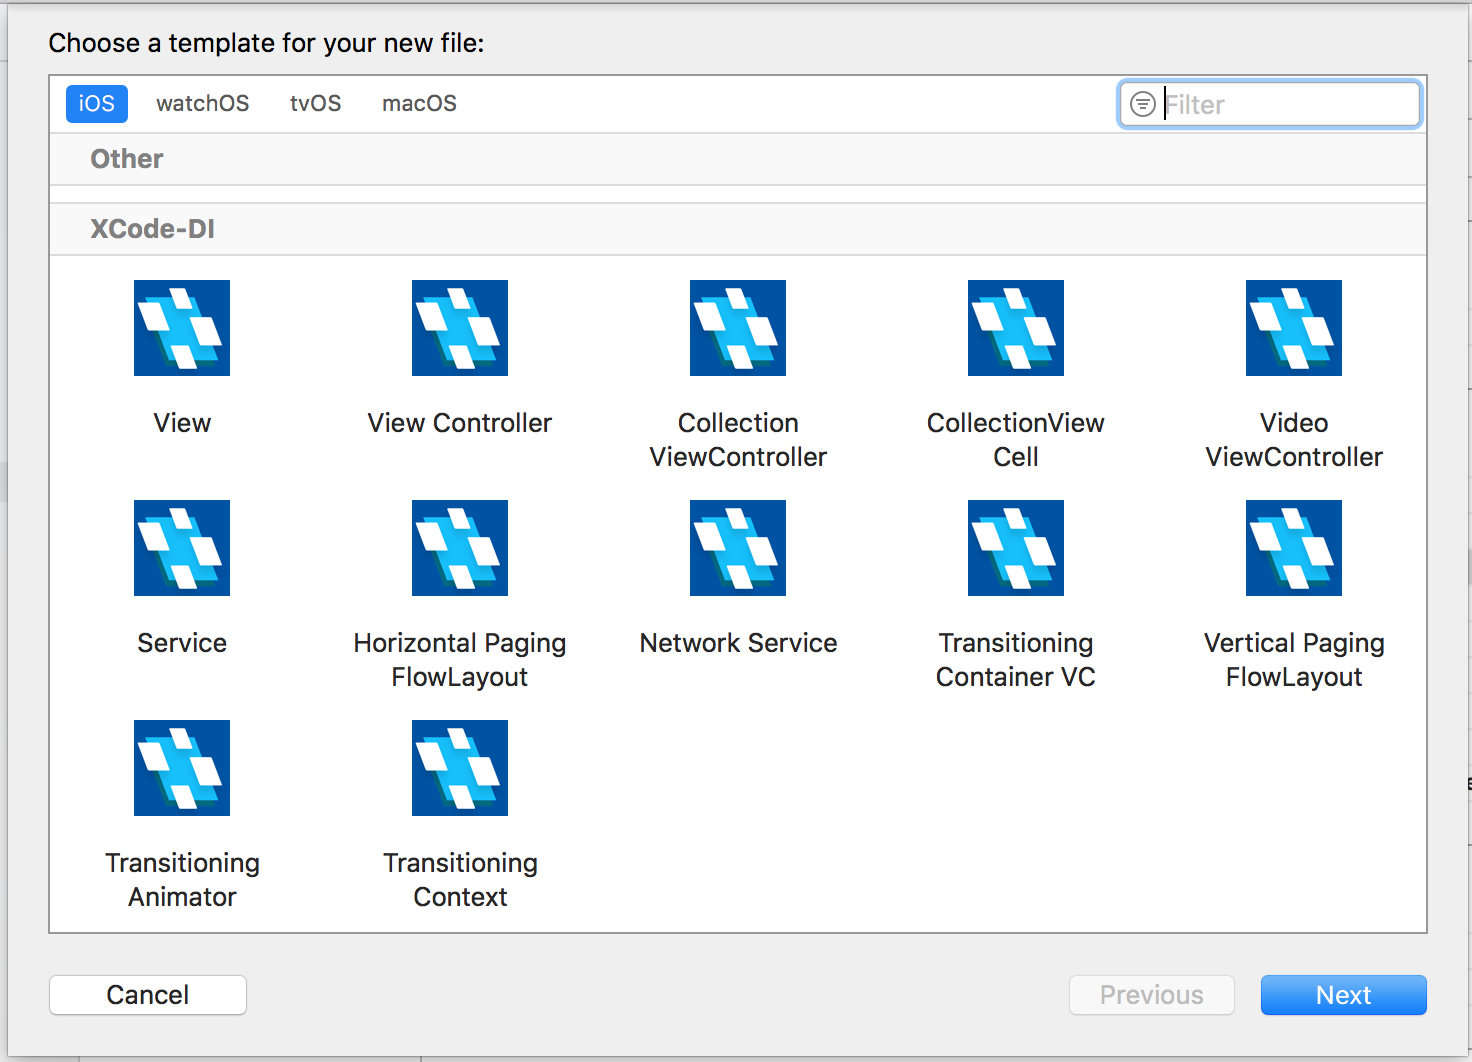 Choose a template for your new file:
iOS watchOS tvOS macOS Filter
Other
XCode-DI
View View Controller Collection CollectionView Video
ViewController Cell ViewController
Service Horizontal Paging Network Service Transitioning Vertical Paging
FlowLayout Container VC FlowLayout
Transitioning Transitioning
Animator Context
Cancel Previous Next